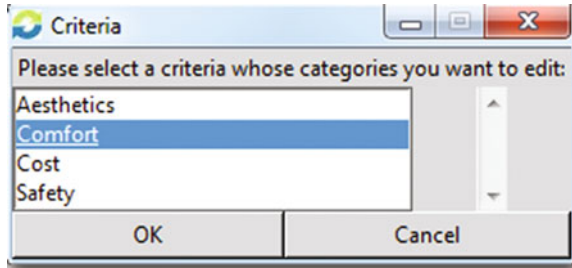 Criteria
Please select a criteria whose categories you want to edit:
Aesthetics
Comfort
Cost
Safety
OK Cancel